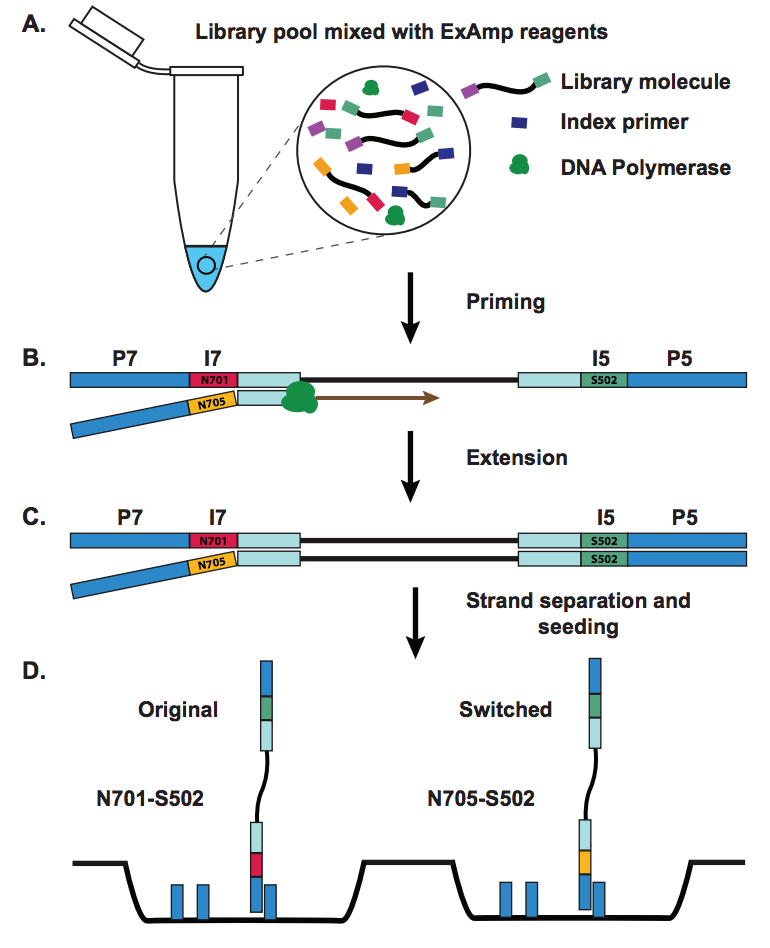 A.
Library pool mixed with ExAmp reagents
Library molecule
Index primer
DNA Polymerase
Priming
B.
P7 I7 I5 P5
N701 S502
N705
Extension
C.
P7 I7 I5 P5
N701 S502
N705 S502
Strand separation and
seeding
D.
Original Switched
N701-S502 N705-S502